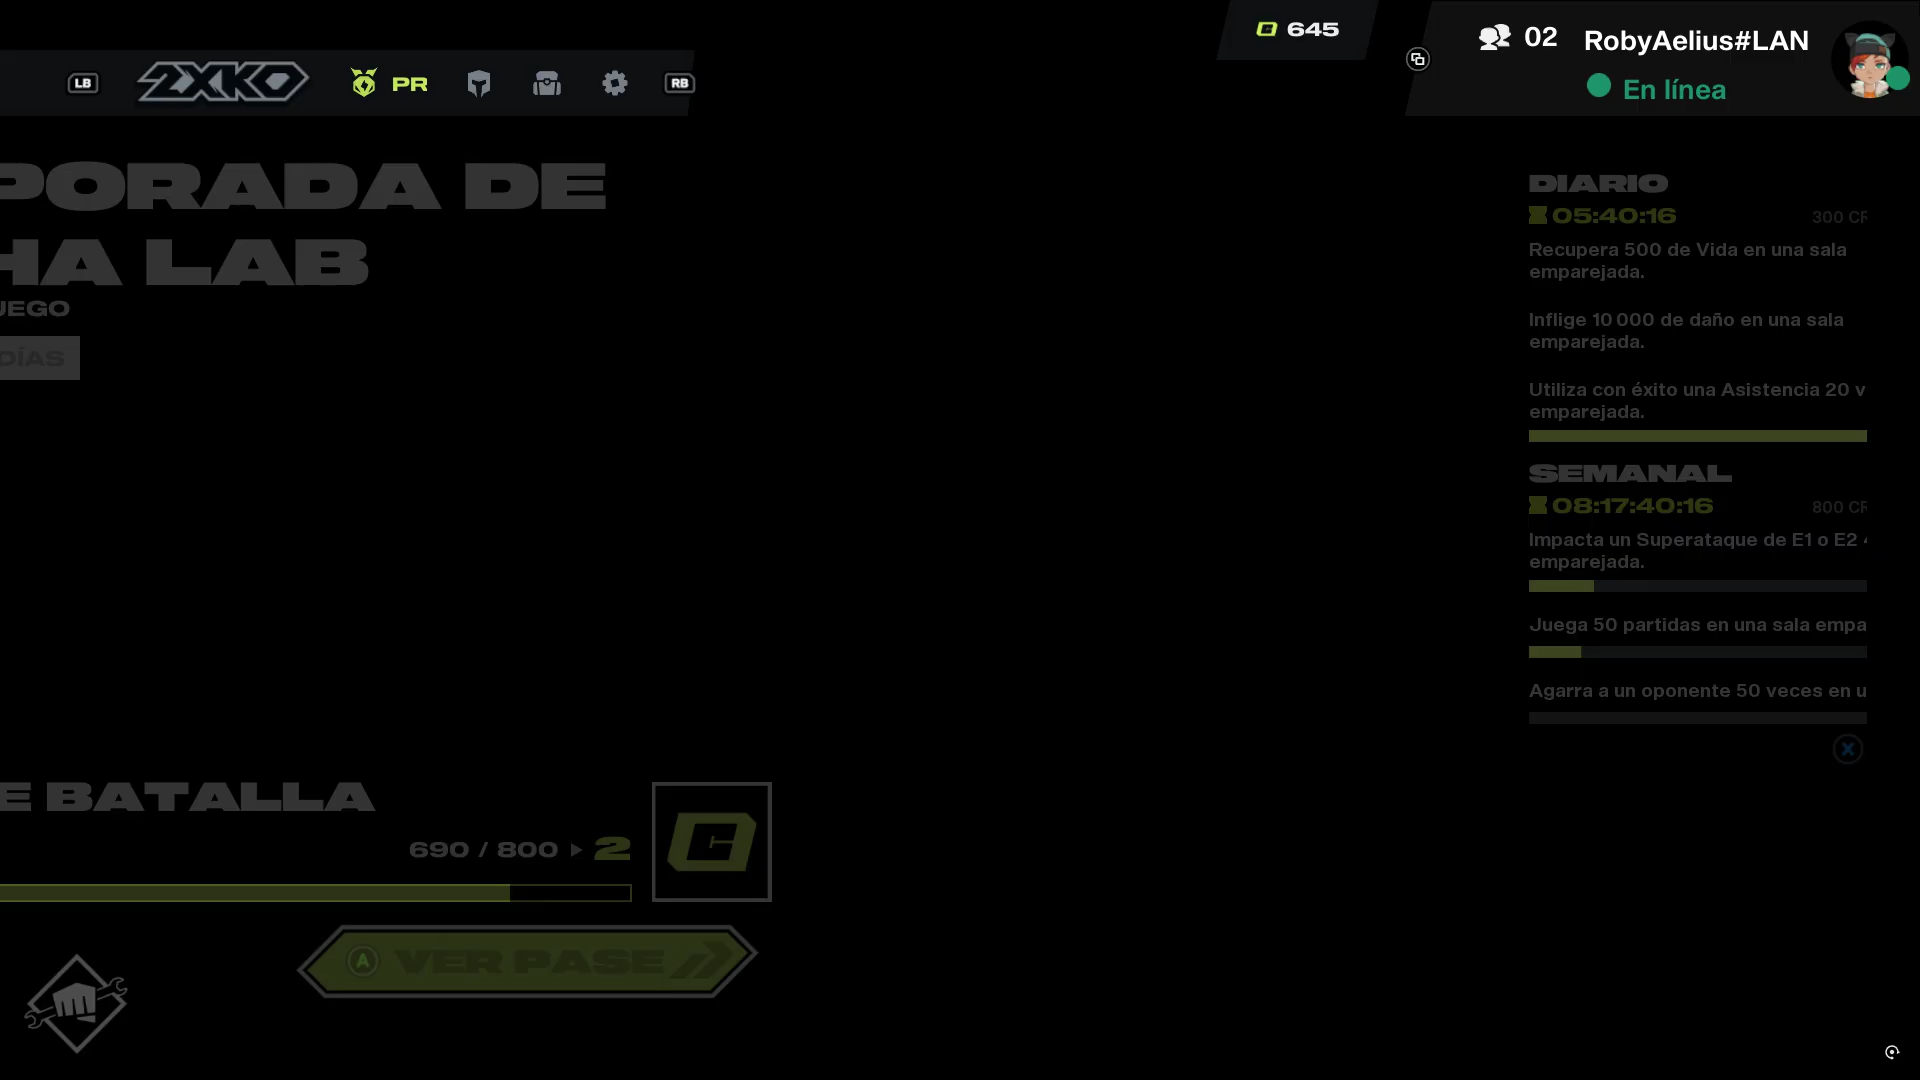 LB
2XKO
PR
RB
645
02
RobyAelius#LAN
En línea
PORADA DE
HA LAB
UEGO
DÍAS
DIARIO
05:40:16
300 CR
Recupera 500 de Vida en una sala
emparejada.
Inflige 10 000 de daño en una sala
emparejada.
Utiliza con éxito una Asistencia 20 v
emparejada.
SEMANAL
08:17:40:16
800 CR
Impacta un Superataque de E1 o E2
emparejada.
Juega 50 partidas en una sala empa
Agarra a un oponente 50 veces en u
X
E BATALLA
690 / 800 ▸ 2
A VER PASE